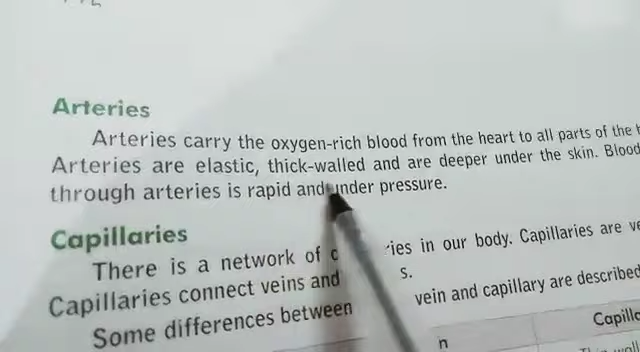 Arteries
Arteries carry the oxygen-rich blood from the heart to all parts of the
Arteries are elastic, thick-walled and are deeper under the skin. Blood
through arteries is rapid and under pressure.
Capillaries
There is a network of ries in our body. Capillaries are
Capillaries connect veins and s.
Some differences between vein and capillary are described